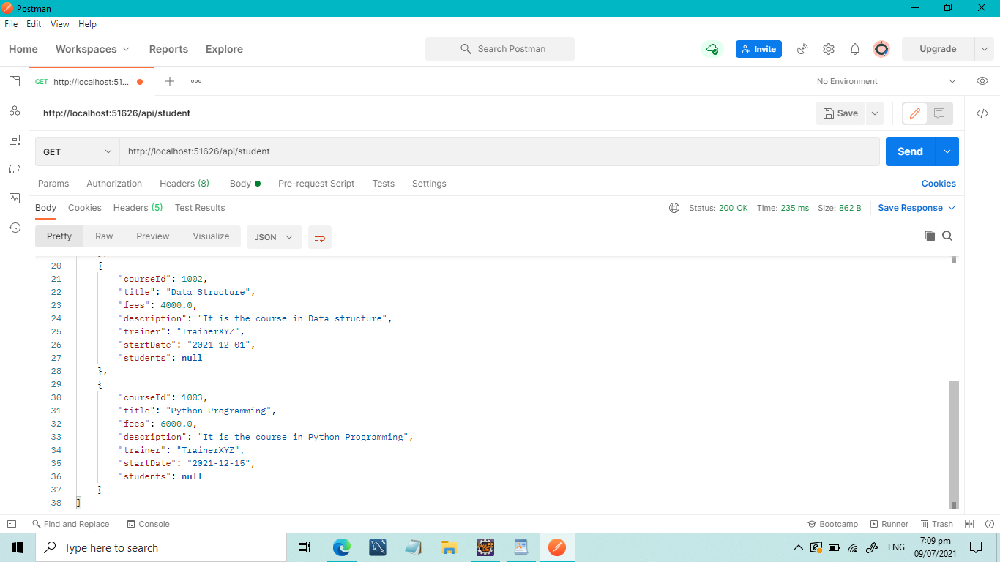 Postman
File Edit View Help
Home Workspaces Reports Explore Search Postman Invite Upgrade
GET http://localhost:51... No Environment
http://localhost:51626/api/student Save
GET http://localhost:51626/api/student Send
Params Authorization Headers (8) Body Pre-request Script Tests Settings Cookies
Body Cookies Headers (5) Test Results Status: 200 OK Time: 235 ms Size: 862 B Save Response
Pretty Raw Preview Visualize JSON
20 {
21 "courseId": 1002,
22 "title": "Data Structure",
23 "fees": 4000.0,
24 "description": "It is the course in Data structure",
25 "trainer": "TrainerXYZ",
26 "startDate": "2021-12-01",
27 "students": null
28 },
29 {
30 "courseId": 1003,
31 "title": "Python Programming",
32 "fees": 6000.0,
33 "description": "It is the course in Python Programming",
34 "trainer": "TrainerXYZ",
35 "startDate": "2021-12-15",
36 "students": null
37 }
38 ]
Find and Replace Console Bootcamp Runner Trash
Type here to search ENG 7:09 pm
09/07/2021